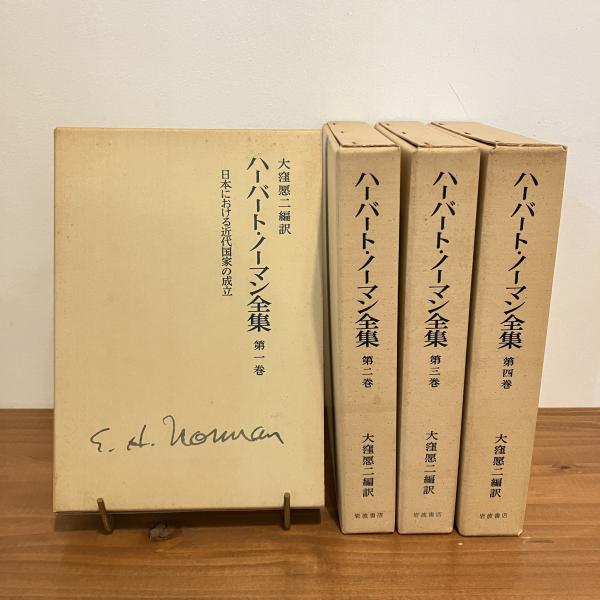 大窪愿二編訳
ハーバート・ノーマン全集 第一巻
日本における近代国家の成立
E. H. Norman
ハーバート・ノーマン全集 第二巻 大窪愿二編訳 岩波書店
ハーバート・ノーマン全集 第三巻 大窪愿二編訳 岩波書店
ハーバート・ノーマン全集 第四巻 大窪愿二編訳 岩波書店